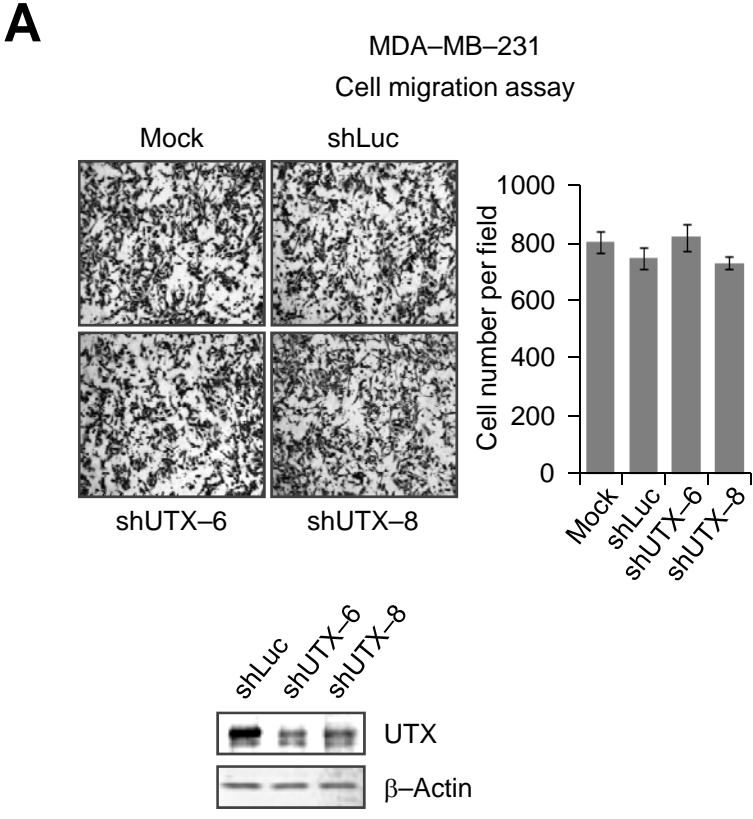 A
MDA–MB–231
Cell migration assay
Mock
shLuc
shUTX–6
shUTX–8
Cell number per field
1000
800
600
400
200
0
Mock
shLuc
shUTX–6
shUTX–8
shLuc
shUTX–6
shUTX–8
UTX
β–Actin